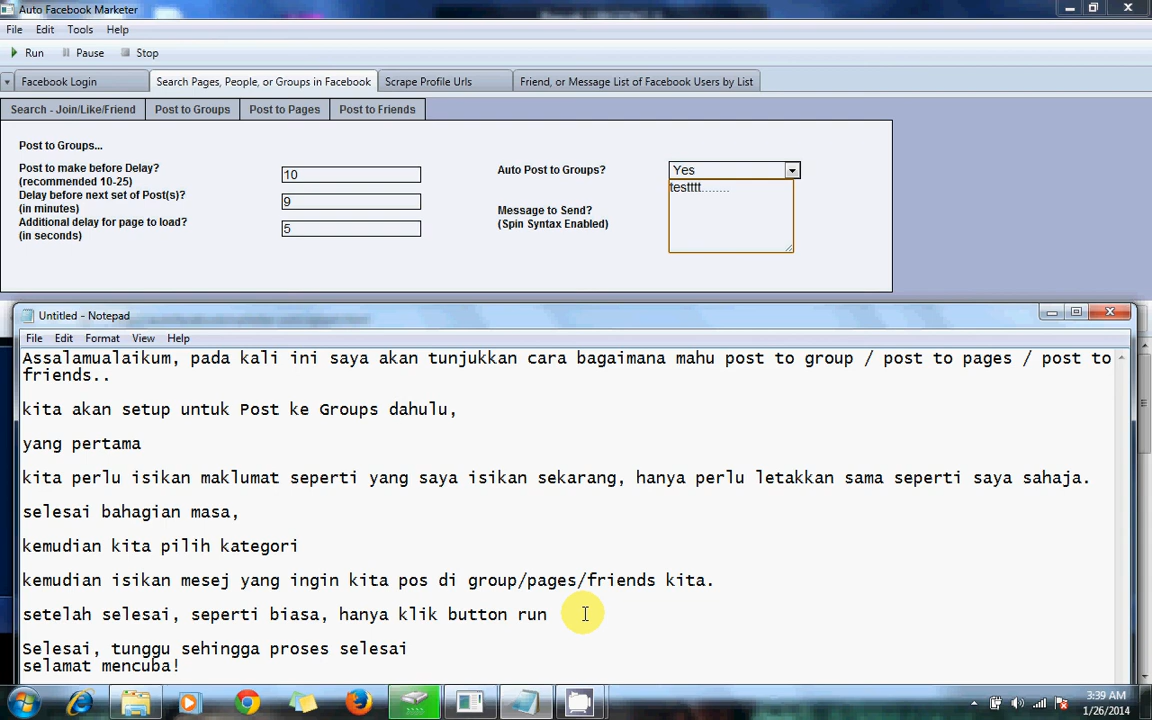 Auto Facebook Marketer
File Edit Tools Help
Run Pause Stop
Facebook Login Search Pages, People, or Groups in Facebook Scrape Profile Urls Friend, or Message List of Facebook Users by List
Search - Join/Like/Friend Post to Groups Post to Pages Post to Friends
Post to Groups...
Post to make before Delay?
(recommended 10-25)
10
Delay before next set of Post(s)?
(in minutes)
9
Additional delay for page to load?
(in seconds)
5
Auto Post to Groups?
Yes
Message to Send?
(Spin Syntax Enabled)
testttt........
Untitled - Notepad
File Edit Format View Help
Assalamualaikum, pada kali ini saya akan tunjukkan cara bagaimana mahu post to group / post to pages / post to
friends..
kita akan setup untuk Post ke Groups dahulu,
yang pertama
kita perlu isikan maklumat seperti yang saya isikan sekarang, hanya perlu letakkan sama seperti saya sahaja.
selesai bahagian masa,
kemudian kita pilih kategori
kemudian isikan mesej yang ingin kita pos di group/pages/friends kita.
setelah selesai, seperti biasa, hanya klik button run
Selesai, tunggu sehingga proses selesai
selamat mencuba!
3:39 AM
1/26/2014